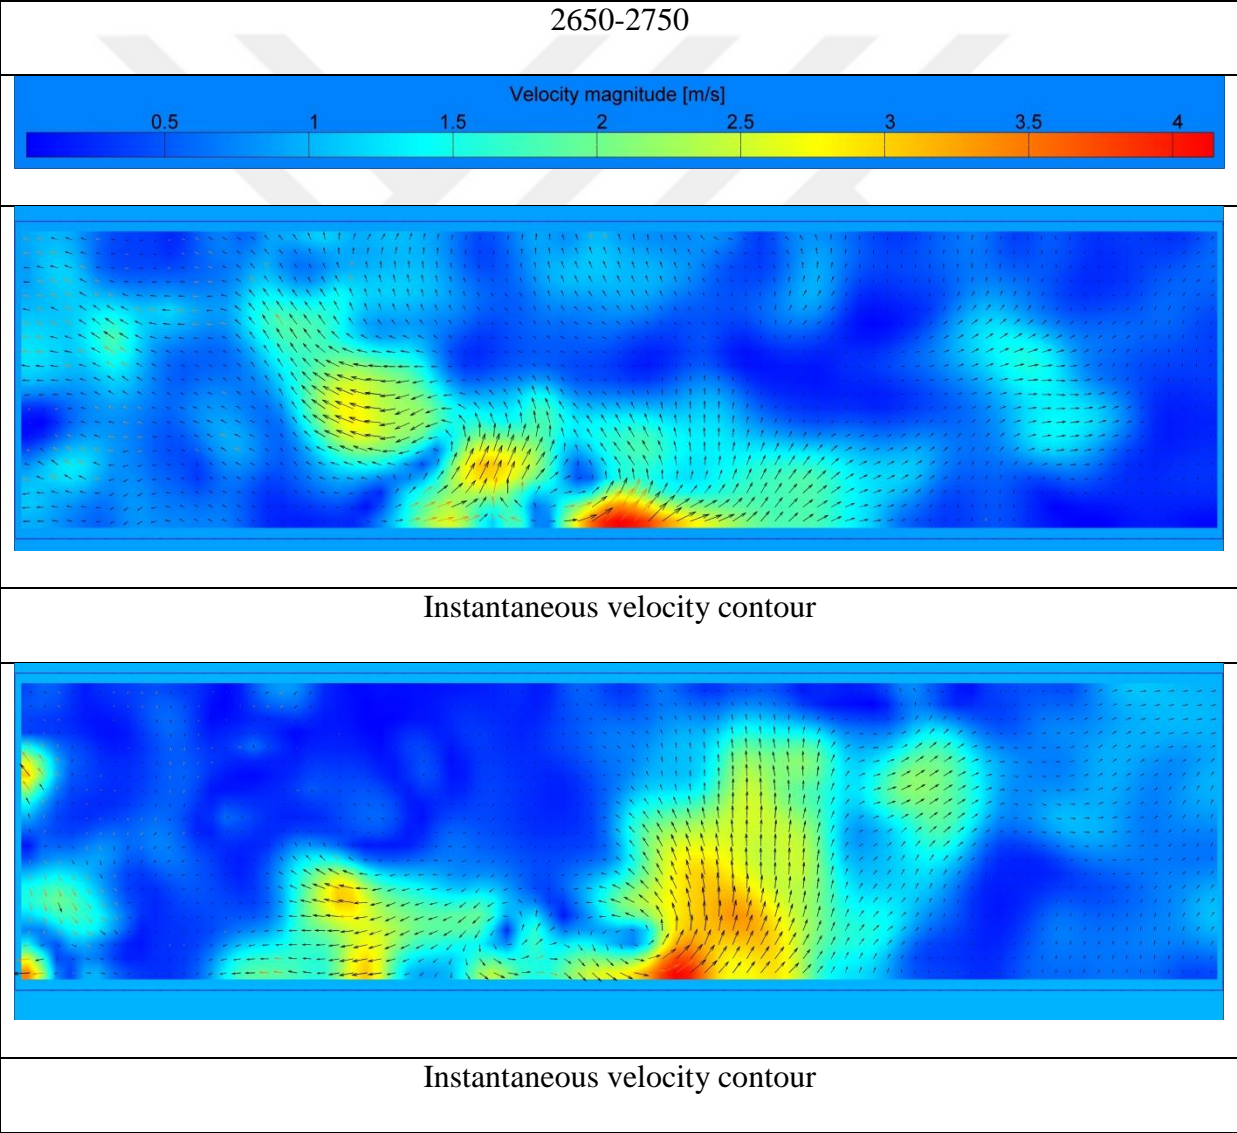 2650-2750
Velocity magnitude [m/s]
0.5 1 1.5 2 2.5 3 3.5 4
Instantaneous velocity contour
Instantaneous velocity contour